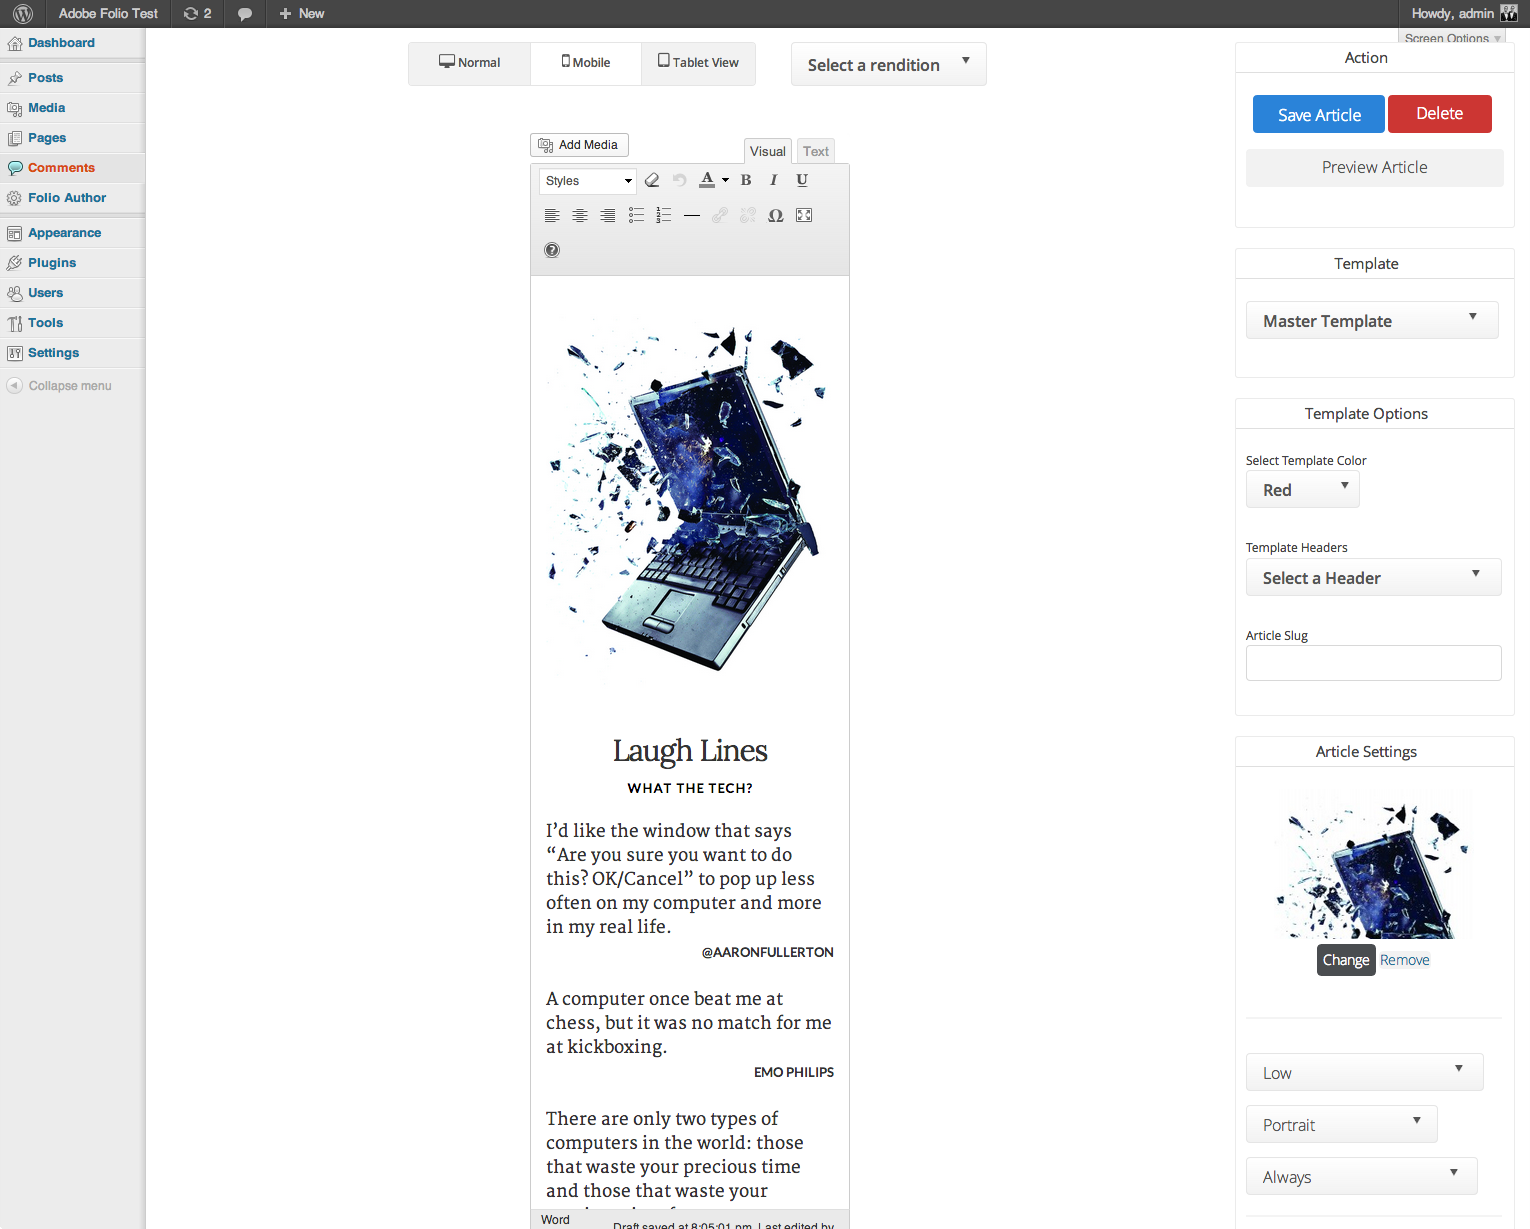 Adobe Folio Test
2
New
Howdy, admin
Screen Options
Dashboard
Posts
Media
Pages
Comments
Folio Author
Appearance
Plugins
Users
Tools
Settings
Collapse menu
Normal
Mobile
Tablet View
Select a rendition
Add Media
Visual
Text
Styles
A
B
I
U
Ω
Laugh Lines
WHAT THE TECH?
I’d like the window that says
“Are you sure you want to do
this? OK/Cancel” to pop up less
often on my computer and more
in my real life.
@AARONFULLERTON
A computer once beat me at
chess, but it was no match for me
at kickboxing.
EMO PHILIPS
There are only two types of
computers in the world: those
that waste your precious time
and those that waste your
Word
Draft saved at 8:05:01 pm. Last edited by
Action
Save Article
Delete
Preview Article
Template
Master Template
Template Options
Select Template Color
Red
Template Headers
Select a Header
Article Slug
Article Settings
Change
Remove
Low
Portrait
Always